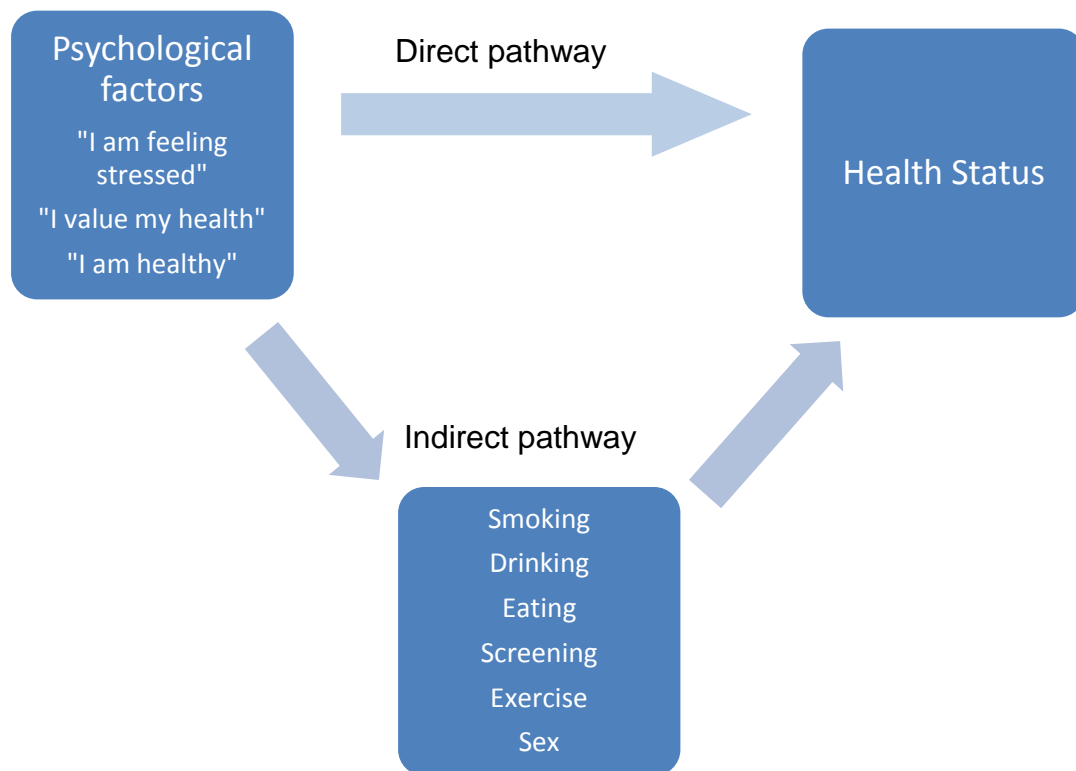 Psychological
factors
"I am feeling
stressed"
"I value my health"
"I am healthy"
Direct pathway
Health Status
Indirect pathway
Smoking
Drinking
Eating
Screening
Exercise
Sex